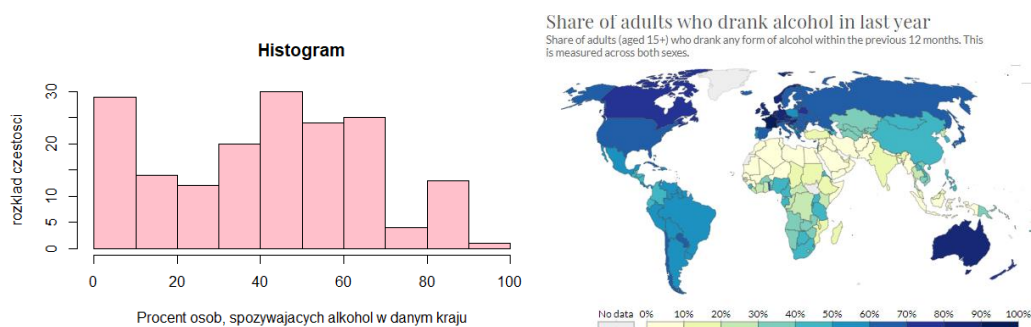 Histogram
rozklad czestosci
30
20
10
5
0
0 20 40 60 80 100
Procent osob, spozywajacych alkohol w danym kraju
Share of adults who drank alcohol in last year
Share of adults (aged 15+) who drank any form of alcohol within the previous 12 months. This
is measured across both sexes.
No data 0% 10% 20% 30% 40% 50% 60% 70% 80% 90% 100%